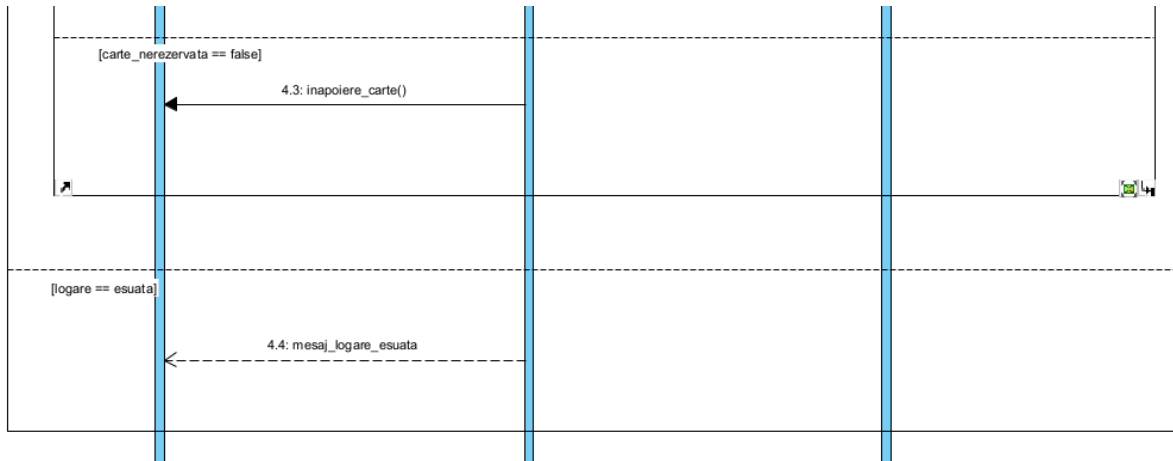 [carte_nerezervata == false]
4.3: inapoiere_carte()
[logare == esuata]
4.4: mesaj_logare_esuata